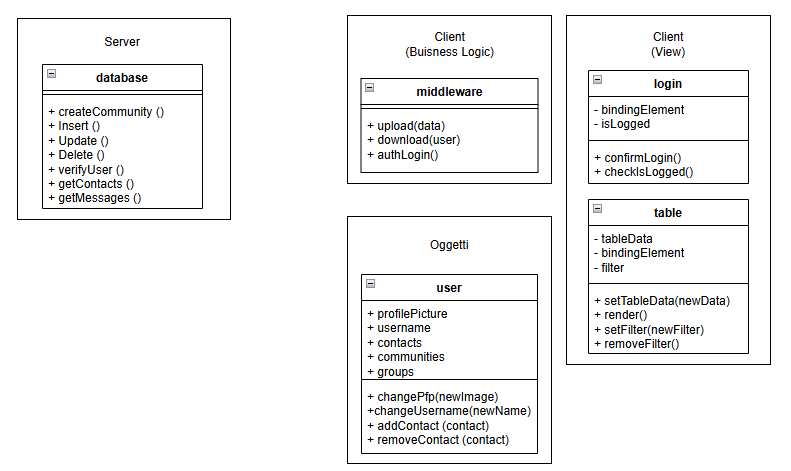 Server
database
+ createCommunity ()
+ Insert ()
+ Update ()
+ Delete ()
+ verifyUser ()
+ getContacts ()
+ getMessages ()
Client
(Buisness Logic)
middleware
+ upload(data)
+ download(user)
+ authLogin()
Oggetti
user
+ profilePicture
+ username
+ contacts
+ communities
+ groups
+ changePfp(newImage)
+changeUsername(newName)
+ addContact (contact)
+ removeContact (contact)
Client
(View)
login
- bindingElement
- isLogged
+ confirmLogin()
+ checkIsLogged()
table
- tableData
- bindingElement
- filter
+ setTableData(newData)
+ render()
+ setFilter(newFilter)
+ removeFilter()